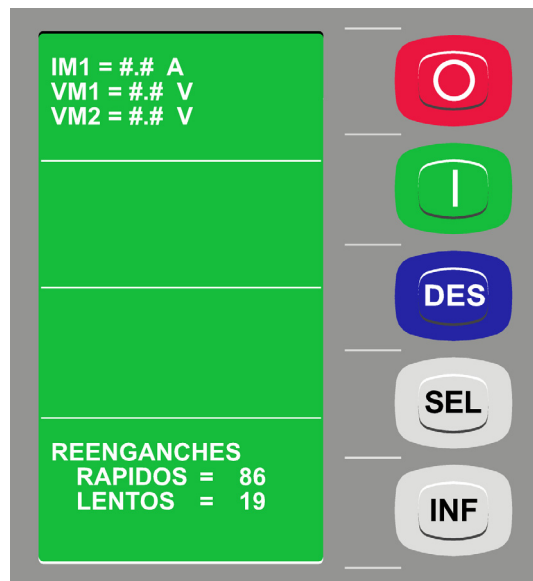 IM1 = #.# A
VM1 = #.# V
VM2 = #.# V
REENGANCHES
RAPIDOS = 86
LENTOS = 19
O
I
DES
SEL
INF